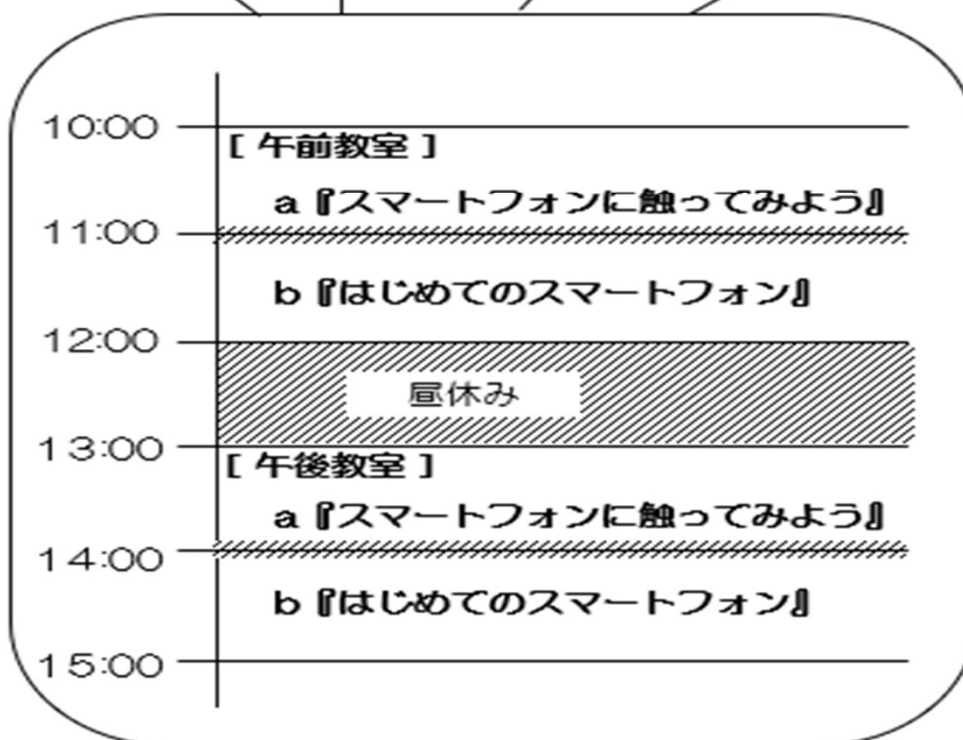 10:00
[ 午前教室 ]
a『スマートフォンに触ってみよう』
11:00
b『はじめてのスマートフォン』
12:00
昼休み
13:00
[ 午後教室 ]
a『スマートフォンに触ってみよう』
14:00
b『はじめてのスマートフォン』
15:00